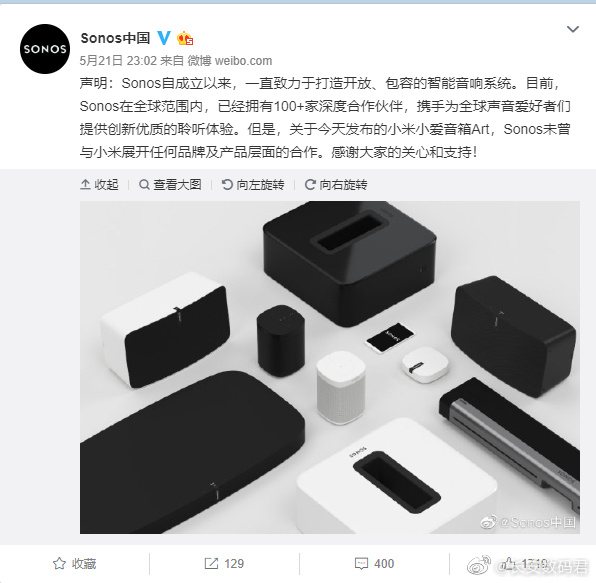 SONOS
Sonos中国
5月21日 23:02 来自 微博 weibo.com
声明：Sonos自成立以来，一直致力于打造开放、包容的智能音响系统。目前，
Sonos在全球范围内，已经拥有100+家深度合作伙伴，携手为全球声音爱好者们
提供创新优质的聆听体验。但是，关于今天发布的小米小爱音箱Art，Sonos未曾
与小米展开任何品牌及产品层面的合作。感谢大家的关心和支持！
收起 查看大图 向左旋转 向右旋转
SONOS
SONOS
@Sonos中国
收藏 129 400